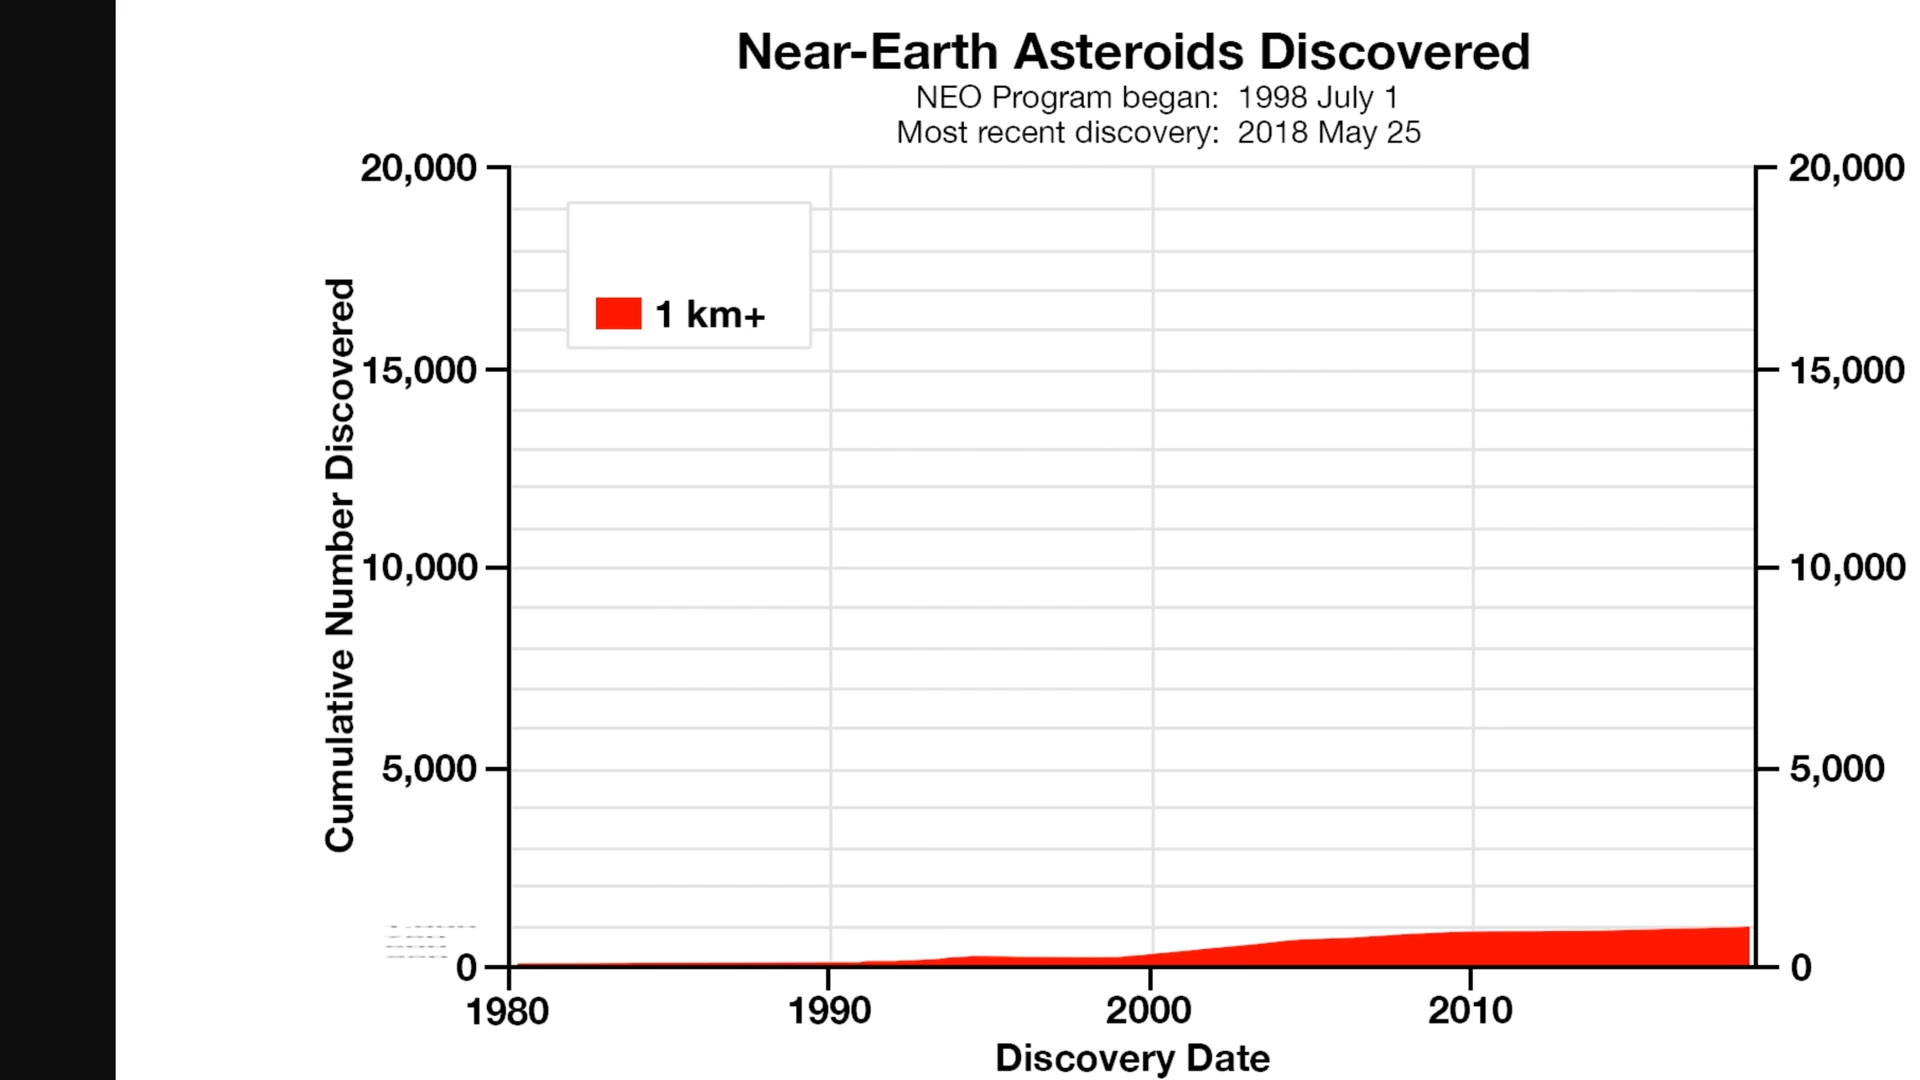 Near-Earth Asteroids Discovered
NEO Program began: 1998 July 1
Most recent discovery: 2018 May 25
Cumulative Number Discovered
20,000
15,000
10,000
5,000
0
1 km+
20,000
15,000
10,000
5,000
0
1980 1990 2000 2010
Discovery Date